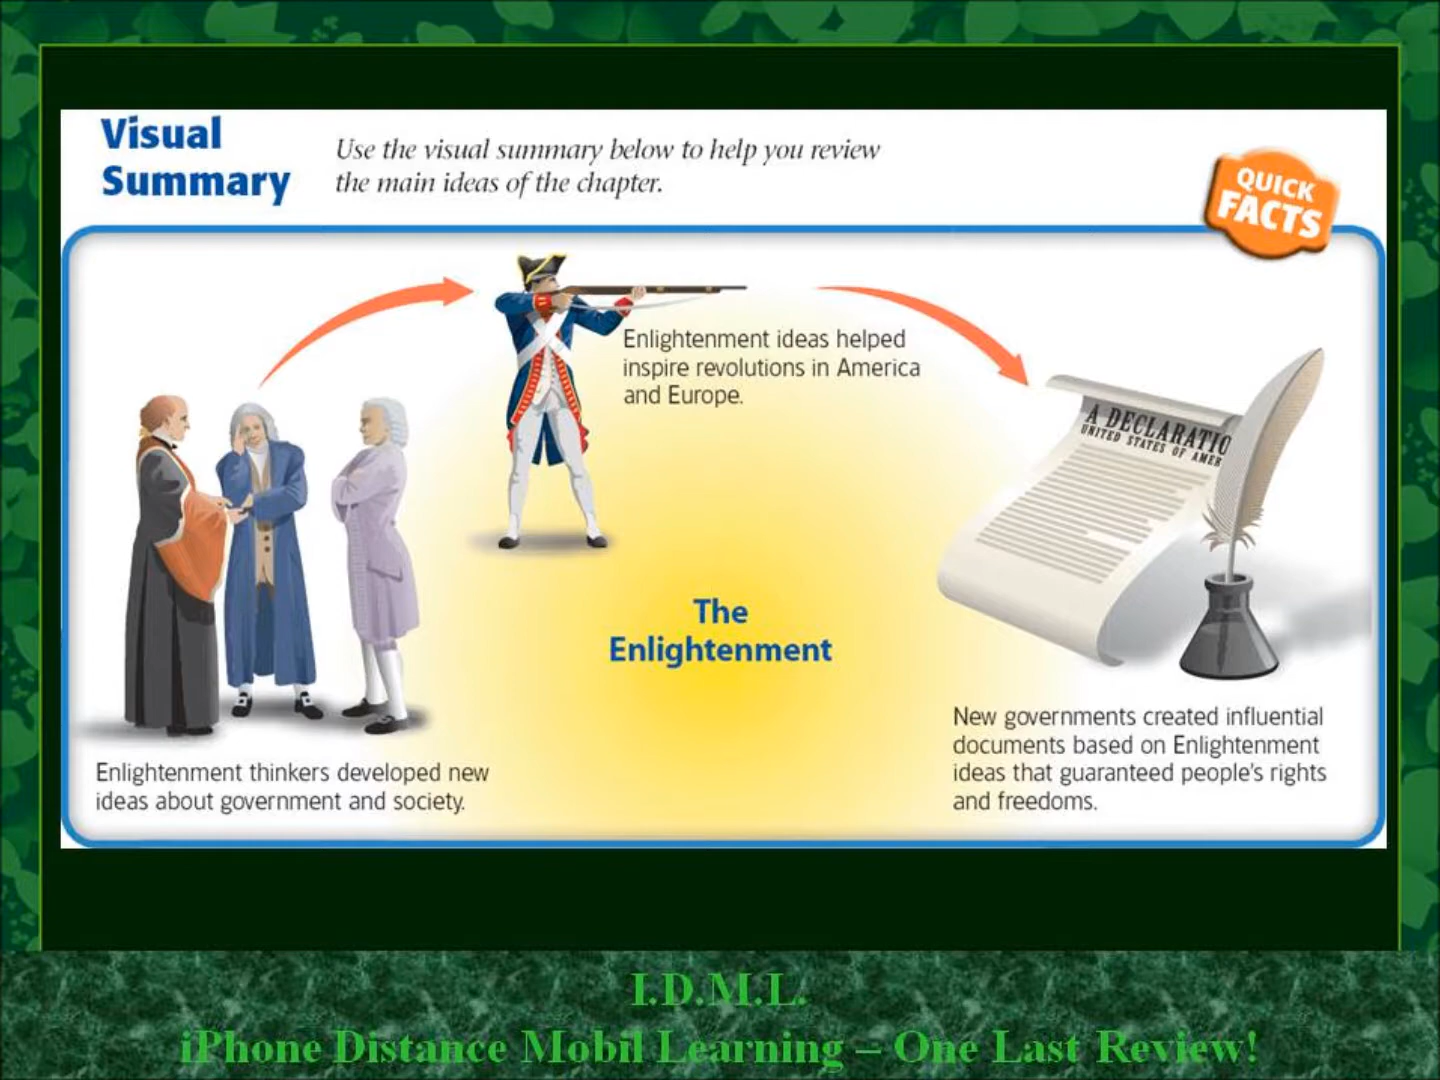 Visual
Summary
Use the visual summary below to help you review
the main ideas of the chapter.
QUICK
FACTS
Enlightenment ideas helped
inspire revolutions in America
and Europe.
A DECLARATIO
UNITED STATES OF AMER
The
Enlightenment
Enlightenment thinkers developed new
ideas about government and society.
New governments created influential
documents based on Enlightenment
ideas that guaranteed people's rights
and freedoms.
I.D.M.L.
iPhone Distance Mobil Learning – One Last Review!